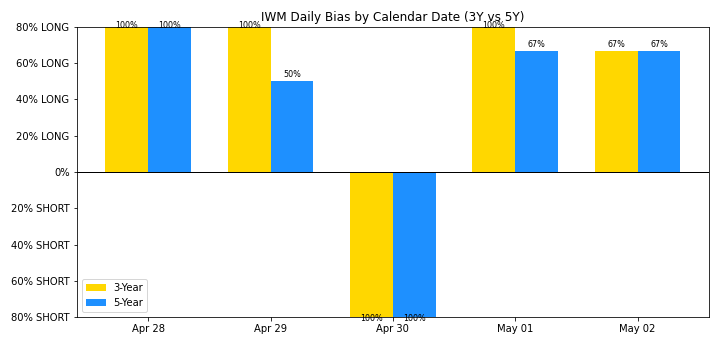 IWM Daily Bias by Calendar Date (3Y vs 5Y)
80% LONG
60% LONG
40% LONG
20% LONG
0%
20% SHORT
40% SHORT
60% SHORT
80% SHORT
100% 100% 100% 50% 100% 100% 100% 67% 67% 67%
3-Year
5-Year
Apr 28 Apr 29 Apr 30 May 01 May 02